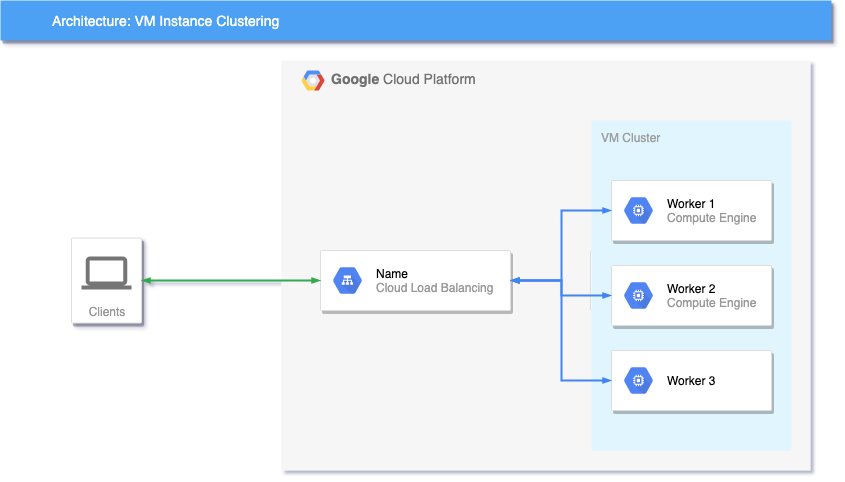 Architecture: VM Instance Clustering
Google Cloud Platform
VM Cluster
Worker 1
Compute Engine
Name
Cloud Load Balancing
Worker 2
Compute Engine
Clients
Worker 3